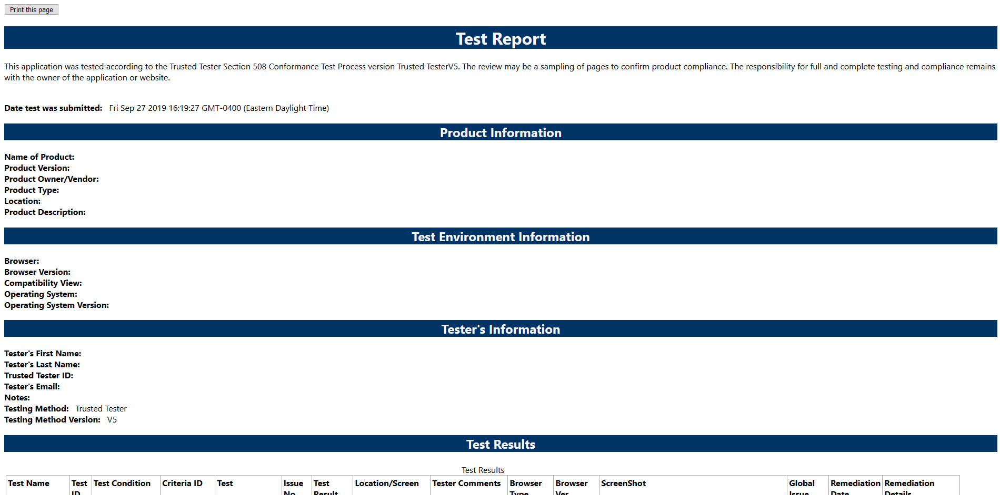 Print this page
Test Report
This application was tested according to the Trusted Tester Section 508 Conformance Test Process version Trusted TesterV5. The review may be a sampling of pages to confirm product compliance. The responsibility for full and complete testing and compliance remains
with the owner of the application or website.
Date test was submitted: Fri Sep 27 2019 16:19:27 GMT-0400 (Eastern Daylight Time)
Product Information
Name of Product:
Product Version:
Product Owner/Vendor:
Product Type:
Location:
Product Description:
Test Environment Information
Browser:
Browser Version:
Compatibility View:
Operating System:
Operating System Version:
Tester's Information
Tester's First Name:
Tester's Last Name:
Trusted Tester ID:
Tester's Email:
Notes:
Testing Method: Trusted Tester
Testing Method Version: V5
Test Results
Test Results
Test Name Test Test Condition Criteria ID Test Issue Test Location/Screen Tester Comments Browser Browser ScreenShot Global Remediation Remediation
ID No Result Type Ver Issue Date Details